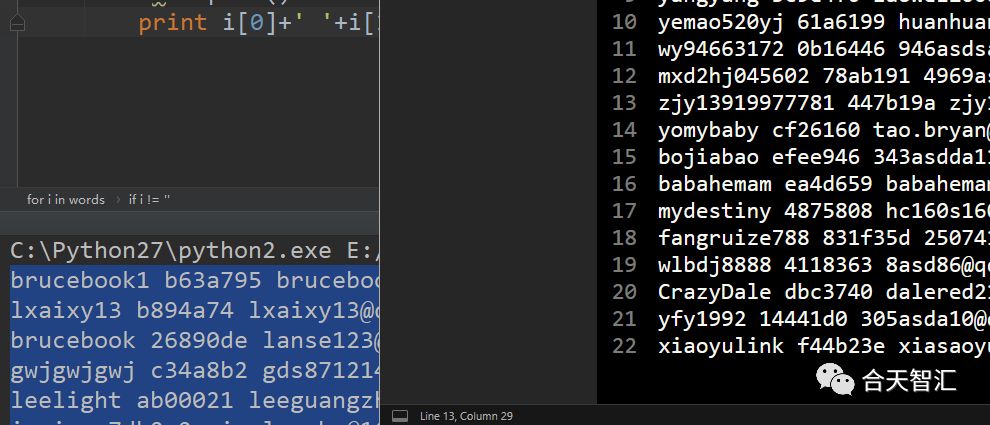 print i[0]+' '+i[
for i in words › if i != ''
C:\Python27\python2.exe E:/
brucebook1 b63a795 bruceboo
lxaixy13 b894a74 lxaixy13@
brucebook 26890de lanse123@
gwjgwjgwj c34a8b2 gds871214
leelight ab00021 leeguangzh
10 yemao520yj 61a6199 huanhuan
11 wy94663172 0b16446 946asdsa
12 mxd2hj045602 78ab191 4969as
13 zjy13919977781 447b19a zjy1
14 yomybaby cf26160 tao.bryan@
15 bojiabao efee946 343asdda11
16 babahemam ea4d659 babahemam
17 mydestiny 4875808 hc160s160
18 fangruize788 831f35d 250741
19 wlbdj8888 4118363 8asd86@q
20 CrazyDale dbc3740 dalered21
21 yfy1992 14441d0 305asda10@
22 xiaoyulink f44b23e xiasaoyu
合天智汇
Line 13, Column 29